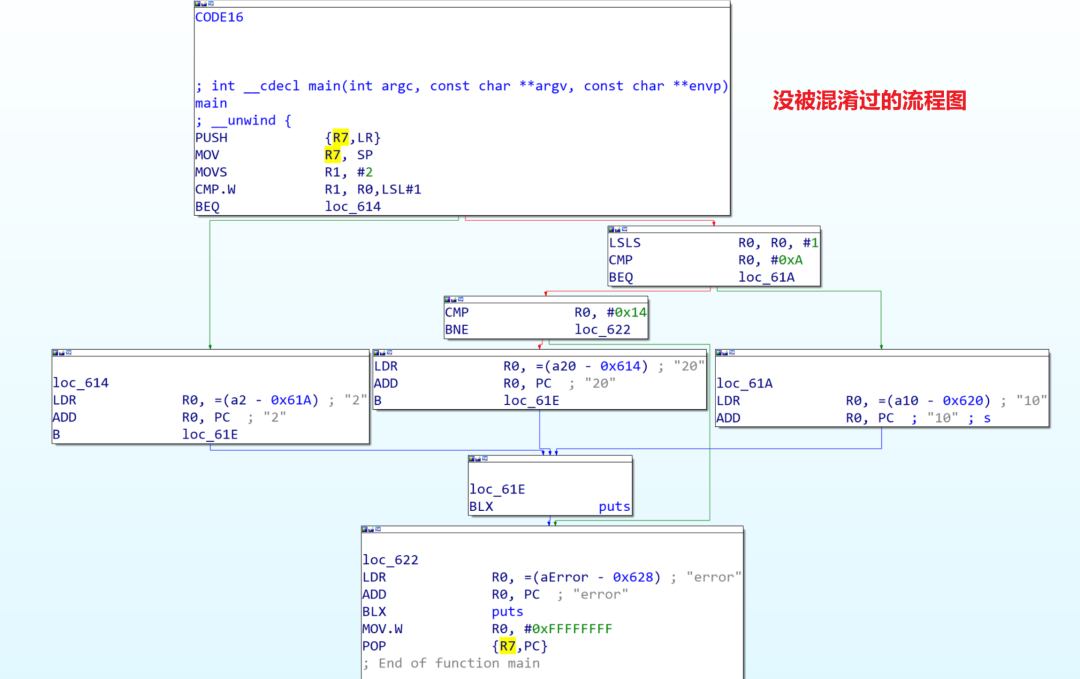 CODE16
; int __cdecl main(int argc, const char **argv, const char **envp)
main
; __unwind {
PUSH {R7,LR}
MOV R7, SP
MOVS R1, #2
CMP.W R1, R0,LSL#1
BEQ loc_614
没被混淆过的流程图
LSLS R0, R0, #1
CMP R0, #0xA
BEQ loc_61A
CMP R0, #0x14
BNE loc_622
loc_614
LDR R0, =(a2 - 0x61A) ; "2"
ADD R0, PC ; "2"
B loc_61E
LDR R0, =(a20 - 0x614) ; "20"
ADD R0, PC ; "20"
B loc_61E
loc_61A
LDR R0, =(a10 - 0x620) ; "10"
ADD R0, PC ; "10" ; s
loc_61E
BLX puts
loc_622
LDR R0, =(aError - 0x628) ; "error"
ADD R0, PC ; "error"
BLX puts
MOV.W R0, #0xFFFFFFFF
POP {R7,PC}
; End of function main